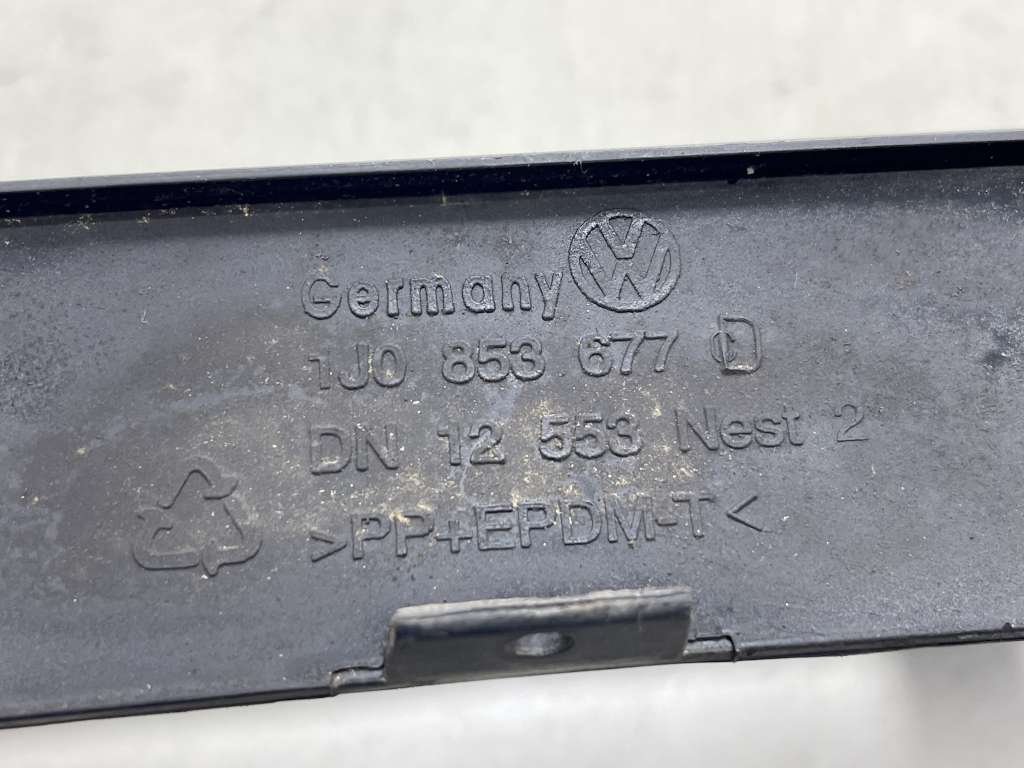 Germany
1J0 853 677 D
DN 12 553 Nest 2
>PP+EPDM-T<